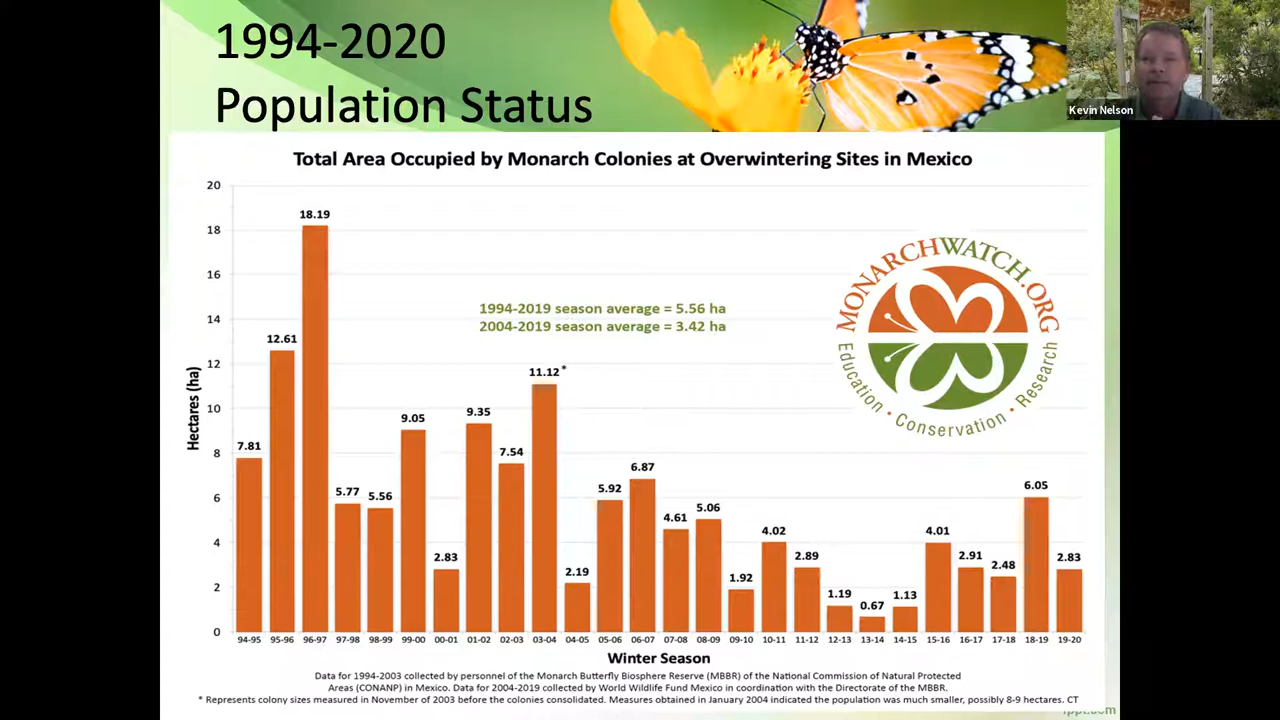 1994-2020
Population Status
Kevin Nelson
Total Area Occupied by Monarch Colonies at Overwintering Sites in Mexico
20
18
16
14
12
10
8
6
4
2
0
Hectares (ha)
7.81
12.61
18.19
5.77
5.56
9.05
2.83
9.35
7.54
11.12*
2.19
5.92
6.87
4.61
5.06
1.92
4.02
2.89
1.19
0.67
1.13
4.01
2.91
2.48
6.05
2.83
1994-2019 season average = 5.56 ha
2004-2019 season average = 3.42 ha
MONARCHWATCH.ORG
Education • Conservation • Research
94-95 95-96 96-97 97-98 98-99 99-00 00-01 01-02 02-03 03-04 04-05 05-06 06-07 07-08 08-09 09-10 10-11 11-12 12-13 13-14 14-15 15-16 16-17 17-18 18-19 19-20
Winter Season
Data for 1994-2003 collected by personnel of the Monarch Butterfly Biosphere Reserve (MBBR) of the National Commission of Natural Protected
Areas (CONANP) in Mexico. Data for 2004-2019 collected by World Wildlife Fund Mexico in coordination with the Directorate of the MBBR.
* Represents colony sizes measured in November of 2003 before the colonies consolidated. Measures obtained in January 2004 indicated the population was much smaller, possibly 8-9 hectares. CT